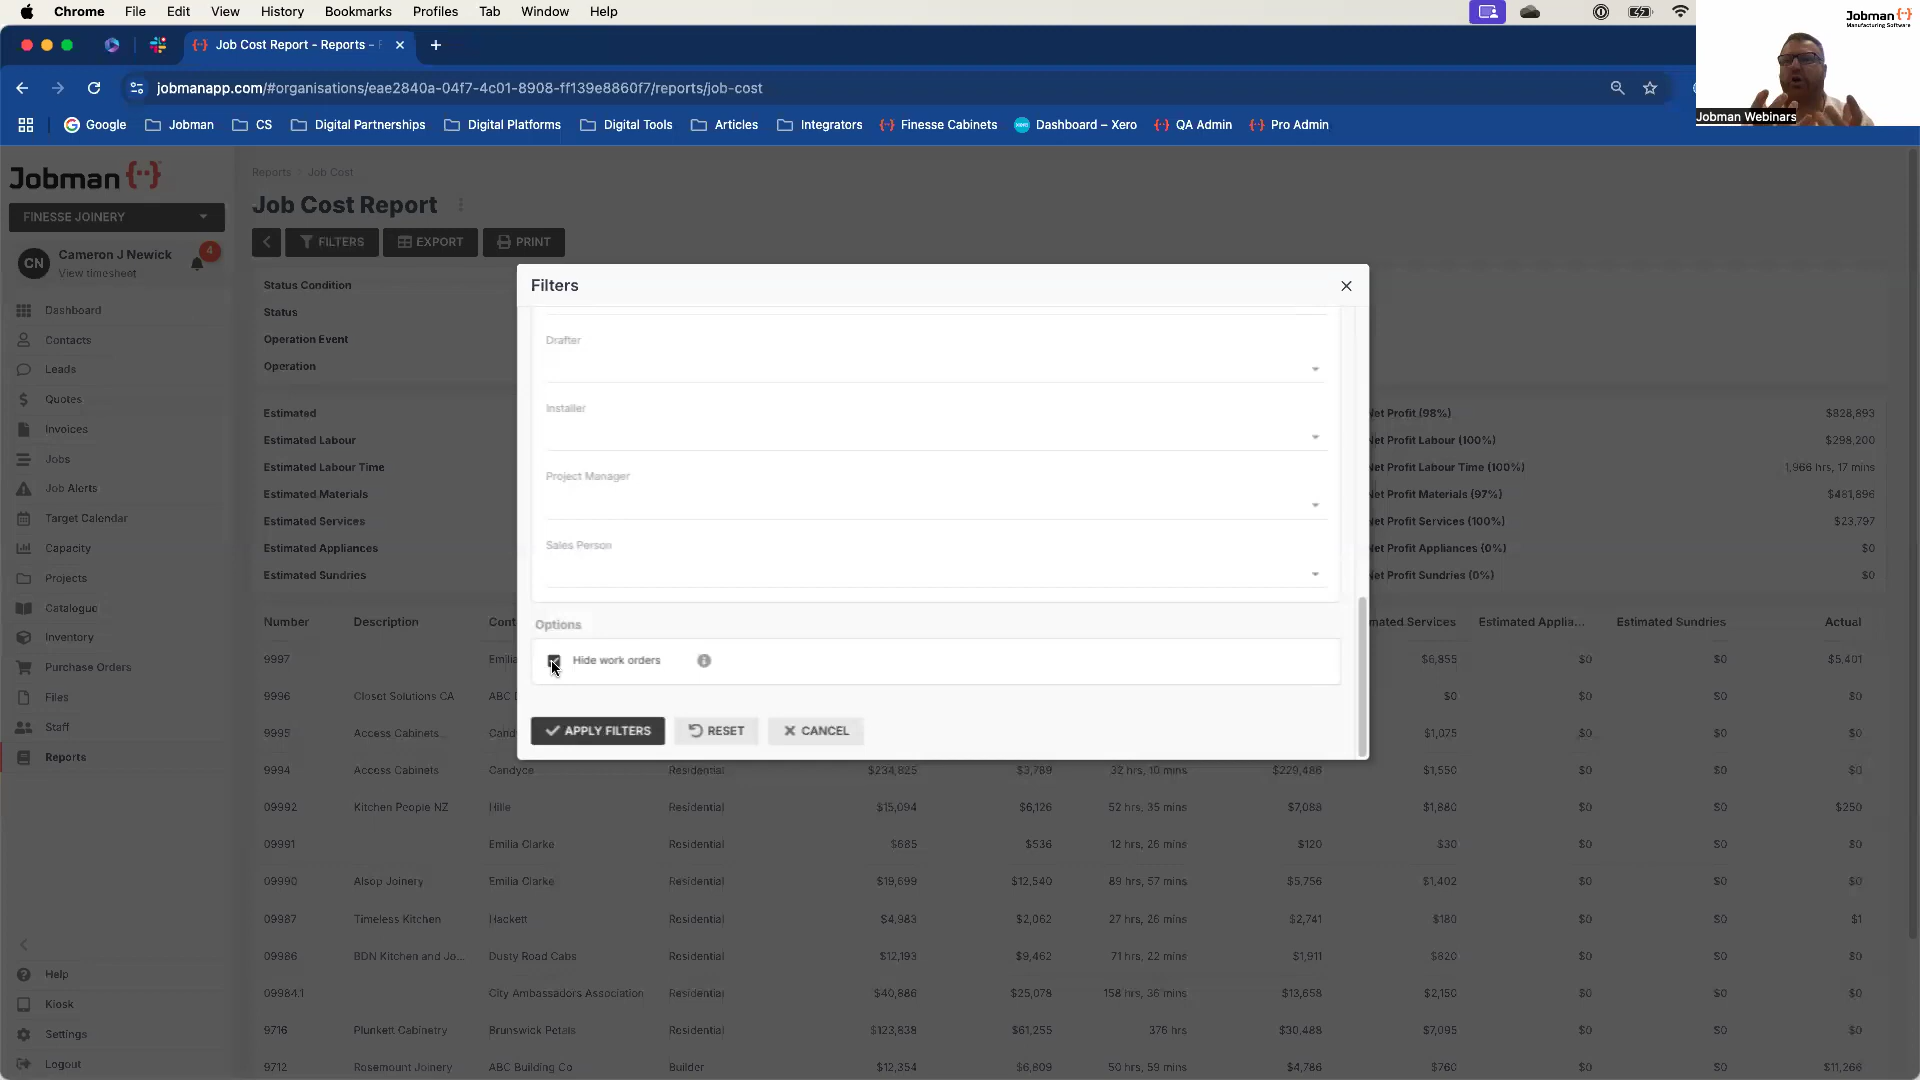 Chrome File Edit View History Bookmarks Profiles Tab Window Help
Jobman
Manufacturing Software
Jobman Webinars
Job Cost Report - Reports -
jobmanapp.com/#organisations/eae2840a-04f7-4c01-8908-ff139e8860f7/reports/job-cost
Google Jobman CS Digital Partnerships Digital Platforms Digital Tools Articles Integrators Finesse Cabinets Dashboard – Xero QA Admin Pro Admin
Jobman
FINESSE JOINERY
CN Cameron J Newick 4
View timesheet
Dashboard
Contacts
Leads
Quotes
Invoices
Jobs
Job Alerts
Target Calendar
Capacity
Projects
Catalogue
Inventory
Purchase Orders
Files
Staff
Reports
Help
Kiosk
Settings
Logout
Reports Job Cost
Job Cost Report
FILTERS EXPORT PRINT
Status Condition
Status
Operation Event
Operation
Estimated
Estimated Labour
Estimated Labour Time
Estimated Materials
Estimated Services
Estimated Appliances
Estimated Sundries
Net Profit (98%) $828,893
Net Profit Labour (100%) $298,200
Net Profit Labour Time (100%) 1,966 hrs, 17 mins
Net Profit Materials (97%) $481,896
Net Profit Services (100%) $23,797
Net Profit Appliances (0%) $0
Net Profit Sundries (0%) $0
Filters
Drafter
Installer
Project Manager
Sales Person
Options
Hide work orders
APPLY FILTERS RESET CANCEL
Number Description Cont mated Services Estimated Applia... Estimated Sundries Actual
9997 Emilia $6,855 $0 $0 $5,401
9996 Closet Solutions CA ABC $0 $0 $0 $0
9995 Access Cabinets Candy $1,075 $0 $0 $0
9994 Access Cabinets Candyce Residential $234,825 $3,789 32 hrs, 10 mins $229,486 $1,550 $0 $0 $0
09992 Kitchen People NZ Hille Residential $15,094 $6,126 52 hrs, 35 mins $7,088 $1,880 $0 $0 $250
09991 Emilia Clarke Residential $685 $536 12 hrs, 26 mins $120 $30 $0 $0 $0
09990 Alsop Joinery Emilia Clarke Residential $19,699 $12,540 89 hrs, 57 mins $5,756 $1,402 $0 $0 $0
09987 Timeless Kitchen Hackett Residential $4,983 $2,062 27 hrs, 26 mins $2,741 $180 $0 $0 $1
09986 BDN Kitchen and Jo... Dusty Road Cabs Residential $12,193 $9,462 71 hrs, 22 mins $1,911 $820 $0 $0 $0
09984.1 City Ambassadors Association Residential $40,886 $25,078 158 hrs, 36 mins $13,658 $2,150 $0 $0 $0
9716 Plunkett Cabinetry Brunswick Petals Residential $123,838 $61,255 376 hrs $30,488 $7,095 $0 $0 $0
9712 Rosemount Joinery ABC Building Co Builder $12,354 $6,809 50 hrs, 59 mins $4,786 $760 $0 $0 $11,266